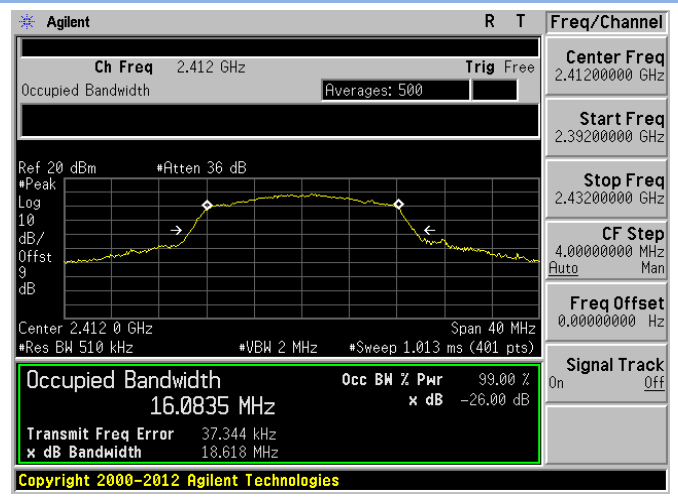 Agilent R T
Ch Freq 2.412 GHz Trig Free
Occupied Bandwidth Averages: 500
Ref 20 dBm #Atten 36 dB
#Peak
Log
10
dB/
Offst
9
dB
Center 2.412 0 GHz Span 40 MHz
#Res BW 510 kHz #VBW 2 MHz #Sweep 1.013 ms (401 pts)
Occupied Bandwidth Occ BW % Pwr 99.00 %
16.0835 MHz x dB -26.00 dB
Transmit Freq Error 37.344 kHz
x dB Bandwidth 18.618 MHz
Copyright 2000-2012 Agilent Technologies
Freq/Channel
Center Freq
2.41200000 GHz
Start Freq
2.39200000 GHz
Stop Freq
2.43200000 GHz
CF Step
4.00000000 MHz
Auto Man
Freq Offset
0.00000000 Hz
Signal Track
On Off